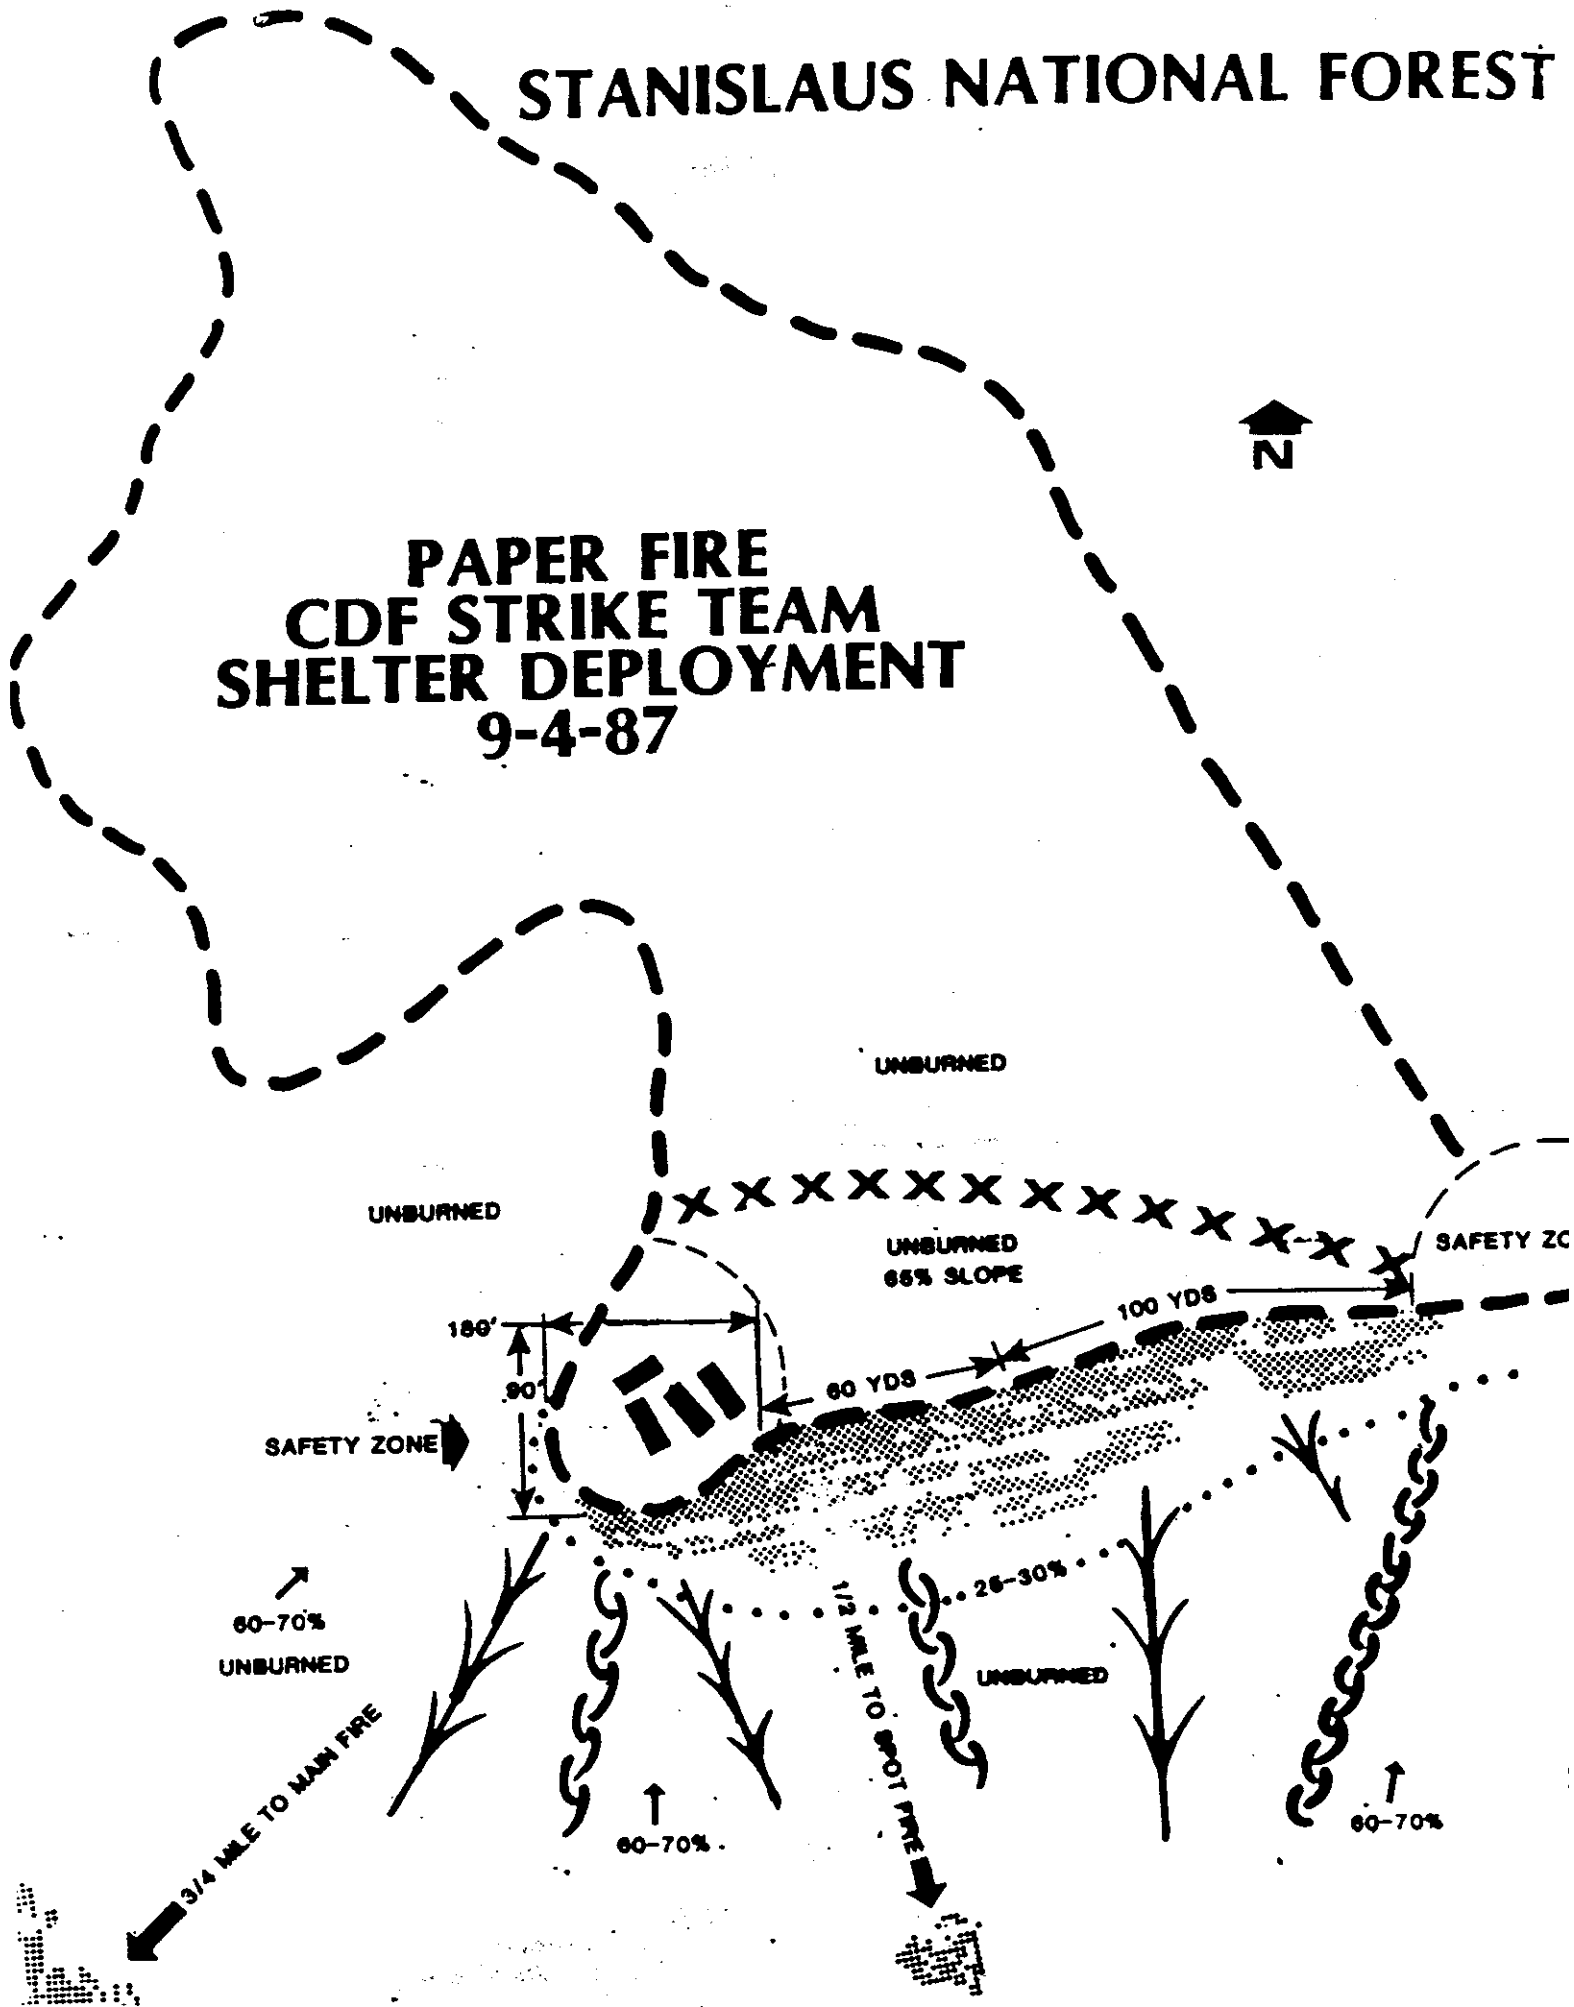 STANISLAUS NATIONAL FOREST
N
PAPER FIRE
CDF STRIKE TEAM
SHELTER DEPLOYMENT
9-4-87
UNBURNED
UNBURNED
UNBURNED
65% SLOPE
SAFETY ZO
100 YDS
180'
90'
60 YDS
SAFETY ZONE
25-30%
60-70%
UNBURNED
1/2 MILE TO SPOT FIRE
UNBURNED
3/4 MILE TO MAIN FIRE
60-70%
60-70%